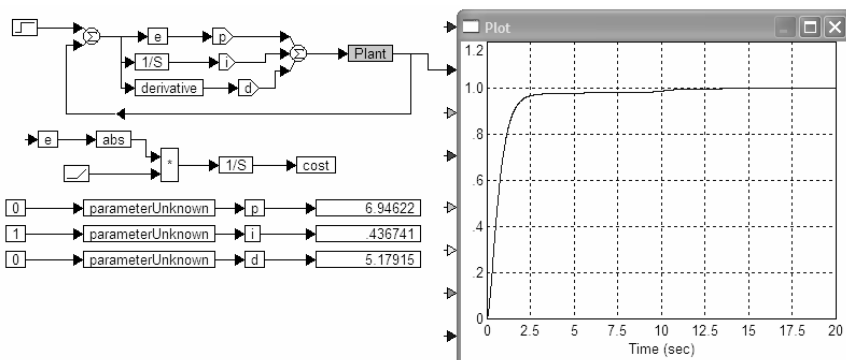 e p
1/S i
derivative d
Σ Σ Plant
e abs * 1/S cost
0 parameterUnknown p 6.94622
1 parameterUnknown i .436741
0 parameterUnknown d 5.17915
Plot
1.2
1.0
.8
.6
.4
.2
0
0 2.5 5 7.5 10 12.5 15 17.5 20
Time (sec)